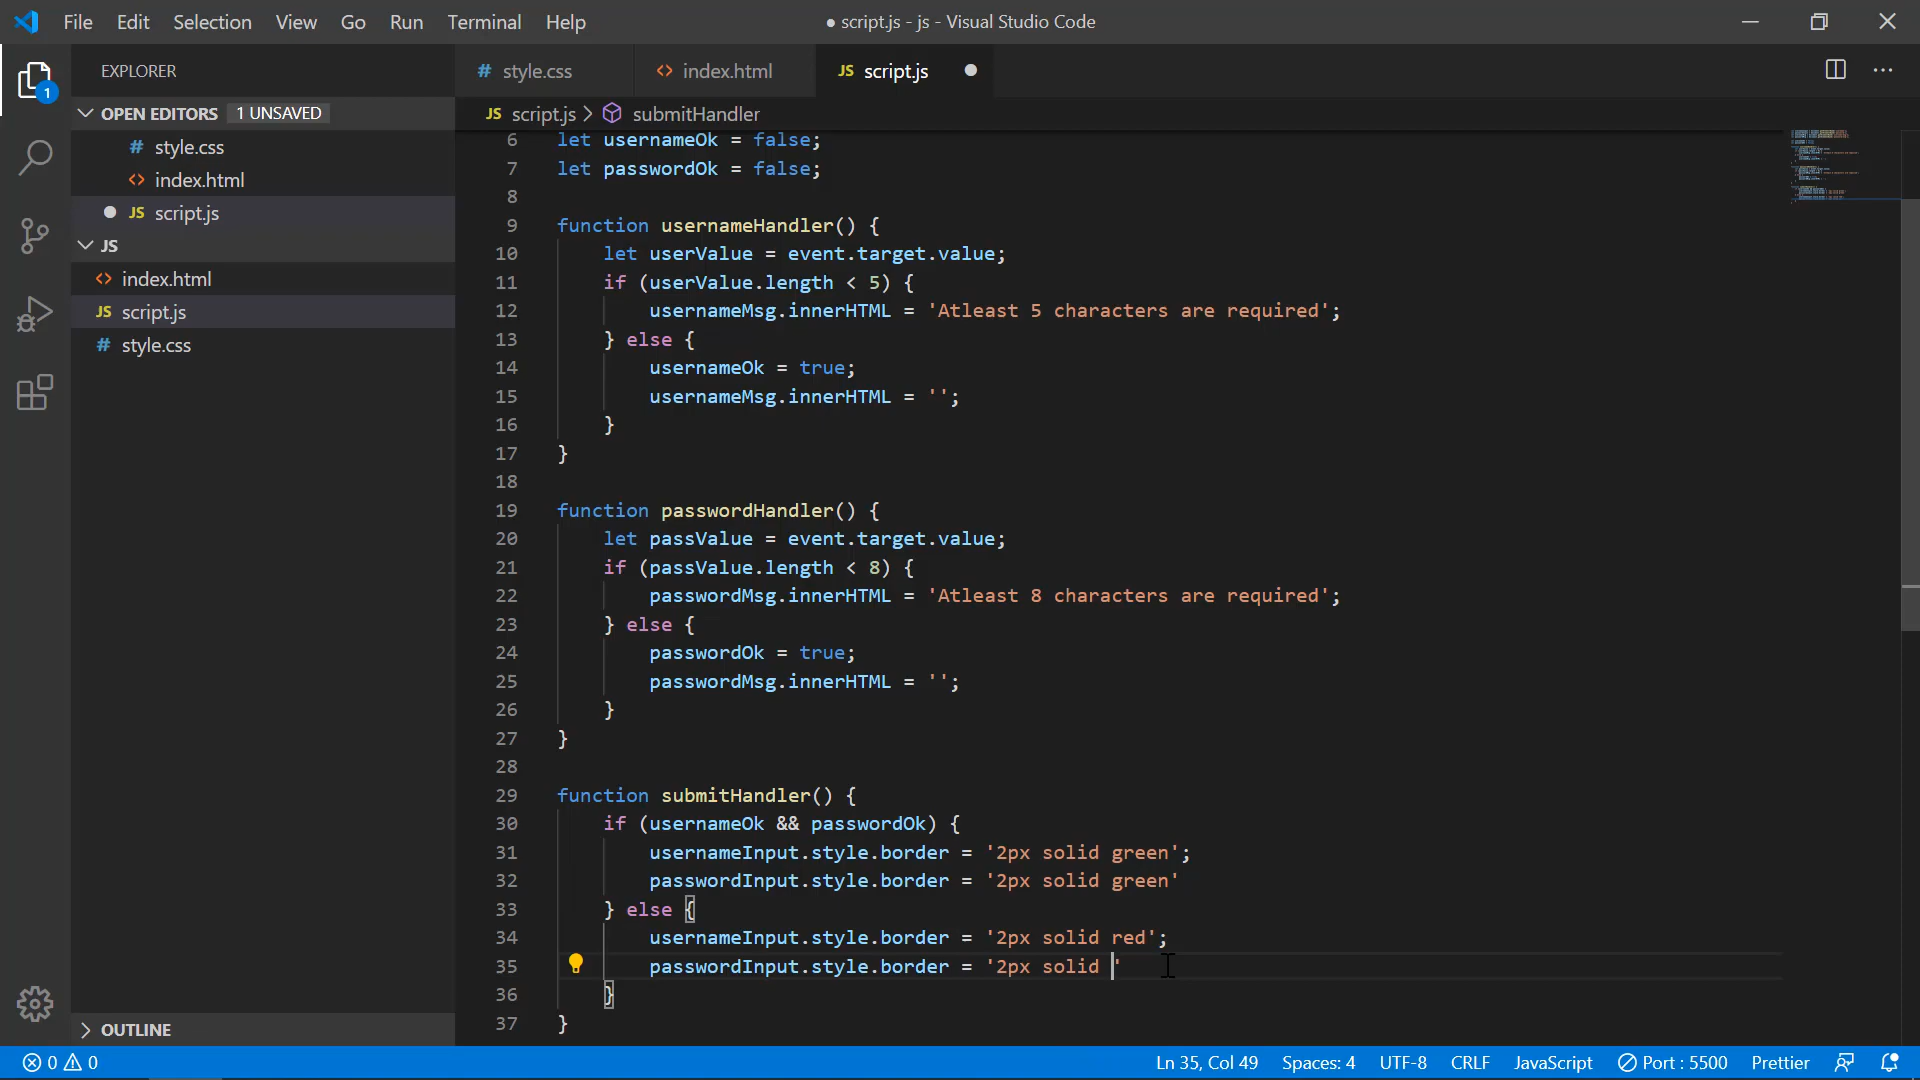 File Edit Selection View Go Run Terminal Help
● script.js - js - Visual Studio Code
EXPLORER
OPEN EDITORS 1 UNSAVED
# style.css
<> index.html
● JS script.js
JS
<> index.html
JS script.js
# style.css
OUTLINE
1
# style.css <> index.html JS script.js ●
JS script.js > submitHandler
6 let usernameOk = false;
7 let passwordOk = false;
8
9 function usernameHandler() {
10 let userValue = event.target.value;
11 if (userValue.length < 5) {
12 usernameMsg.innerHTML = 'Atleast 5 characters are required';
13 } else {
14 usernameOk = true;
15 usernameMsg.innerHTML = '';
16 }
17 }
18
19 function passwordHandler() {
20 let passValue = event.target.value;
21 if (passValue.length < 8) {
22 passwordMsg.innerHTML = 'Atleast 8 characters are required';
23 } else {
24 passwordOk = true;
25 passwordMsg.innerHTML = '';
26 }
27 }
28
29 function submitHandler() {
30 if (usernameOk && passwordOk) {
31 usernameInput.style.border = '2px solid green';
32 passwordInput.style.border = '2px solid green'
33 } else {
34 usernameInput.style.border = '2px solid red';
35 passwordInput.style.border = '2px solid '
36 }
37 }
0 0
Ln 35, Col 49 Spaces: 4 UTF-8 CRLF JavaScript Port : 5500 Prettier